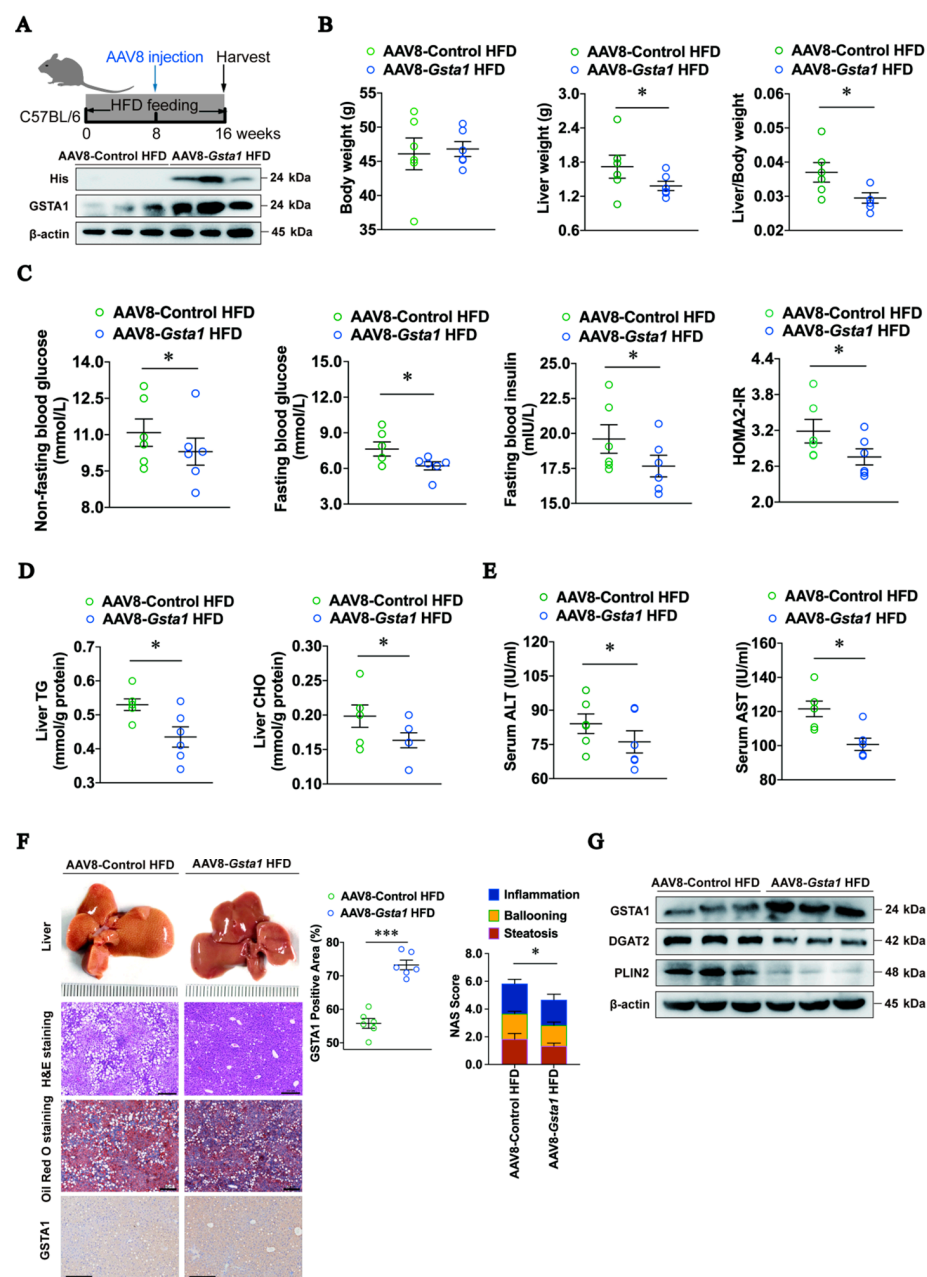 A
AAV8 injection
Harvest
HFD feeding
C57BL/6
0
8
16 weeks
AAV8-Control HFD
AAV8-Gsta1 HFD
His
24 kDa
GSTA1
24 kDa
β-actin
45 kDa
B
AAV8-Control HFD
AAV8-Gsta1 HFD
Body weight (g)
55
50
45
40
35
AAV8-Control HFD
AAV8-Gsta1 HFD
*
Liver weight (g)
3.0
2.4
1.8
1.2
0.6
AAV8-Control HFD
AAV8-Gsta1 HFD
*
Liver/Body weight
0.06
0.05
0.04
0.03
0.02
C
AAV8-Control HFD
AAV8-Gsta1 HFD
*
Non-fasting blood glucose
(mmol/L)
14.0
12.5
11.0
9.5
8.0
AAV8-Control HFD
AAV8-Gsta1 HFD
*
Fasting blood glucose
(mmol/L)
15.0
12.0
9.0
6.0
3.0
AAV8-Control HFD
AAV8-Gsta1 HFD
*
Fasting blood insulin
(mIU/L)
25.0
22.5
20.0
17.5
15.0
AAV8-Control HFD
AAV8-Gsta1 HFD
*
HOMA2-IR
4.4
3.8
3.2
2.6
2.0
D
AAV8-Control HFD
AAV8-Gsta1 HFD
*
Liver TG
(mmol/g protein)
0.7
0.6
0.5
0.4
0.3
AAV8-Control HFD
AAV8-Gsta1 HFD
*
Liver CHO
(mmol/g protein)
0.30
0.25
0.20
0.15
0.10
E
AAV8-Control HFD
AAV8-Gsta1 HFD
*
Serum ALT (IU/ml)
120
105
90
75
60
AAV8-Control HFD
AAV8-Gsta1 HFD
*
Serum AST (IU/ml)
160
140
120
100
80
F
AAV8-Control HFD
AAV8-Gsta1 HFD
Liver
H&E staining
Oil Red O staining
GSTA1
AAV8-Control HFD
AAV8-Gsta1 HFD
***
GSTA1 Positive Area (%)
80
70
60
50
Inflammation
Ballooning
Steatosis
*
NAS Score
8.0
6.0
4.0
2.0
0.0
AAV8-Control HFD
AAV8-Gsta1 HFD
G
AAV8-Control HFD
AAV8-Gsta1 HFD
GSTA1
24 kDa
DGAT2
42 kDa
PLIN2
48 kDa
β-actin
45 kDa